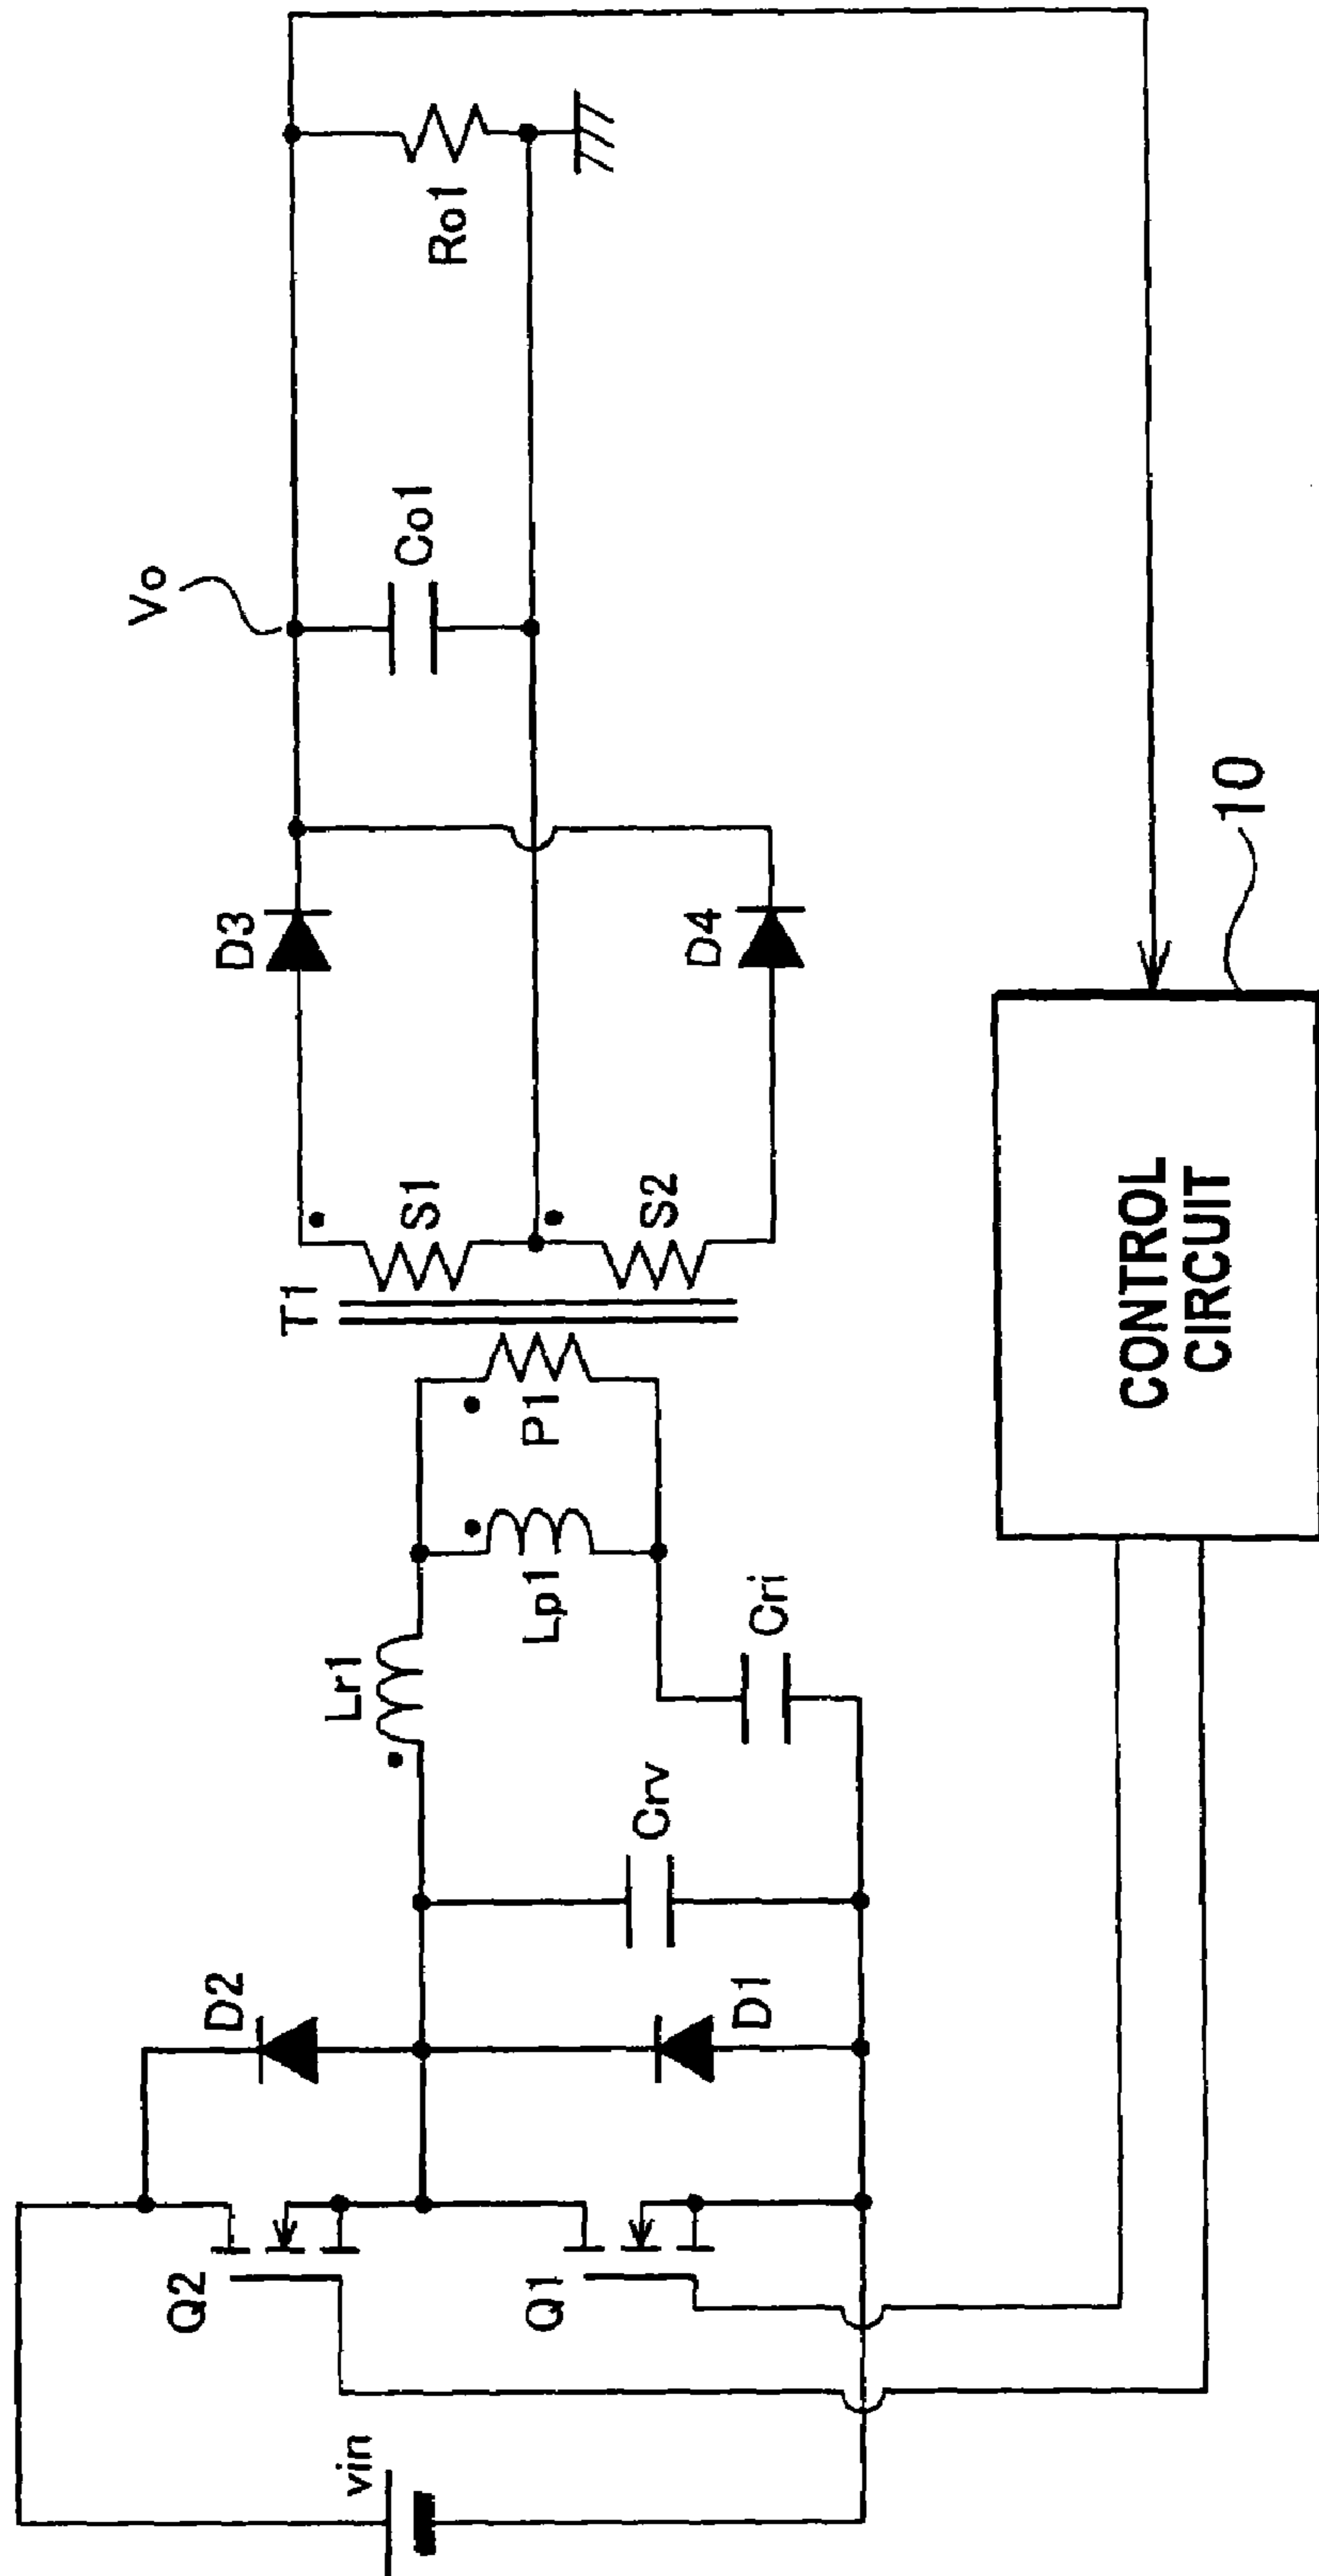 vin
Q2
Q1
D2
D1
Crv
Cri
Lr1
Lp1
P1
T1
S1
S2
D3
D4
Vo
Co1
Ro1
CONTROL
CIRCUIT
10